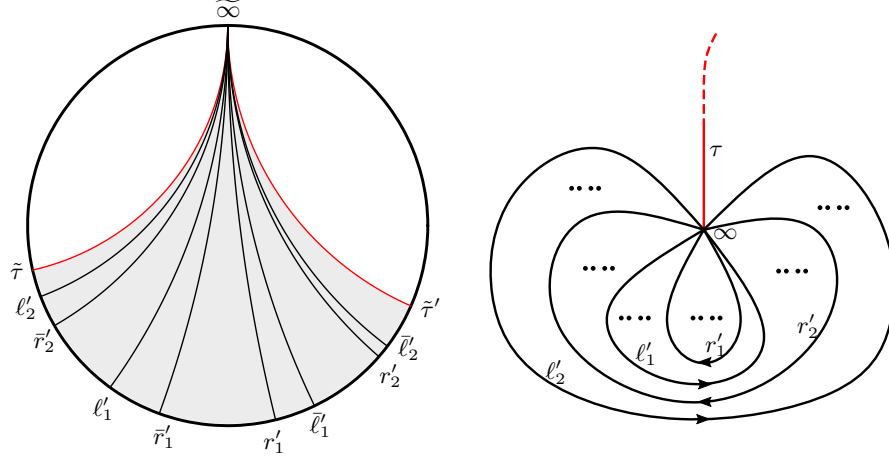 ∞̃
τ̃
ℓ′₂
r̄′₂
ℓ′₁
r̄′₁
r′₁
ℓ̄′₁
r′₂
ℓ̄′₂
τ̃′
τ
∞
r′₁
ℓ′₁
r′₂
ℓ′₂